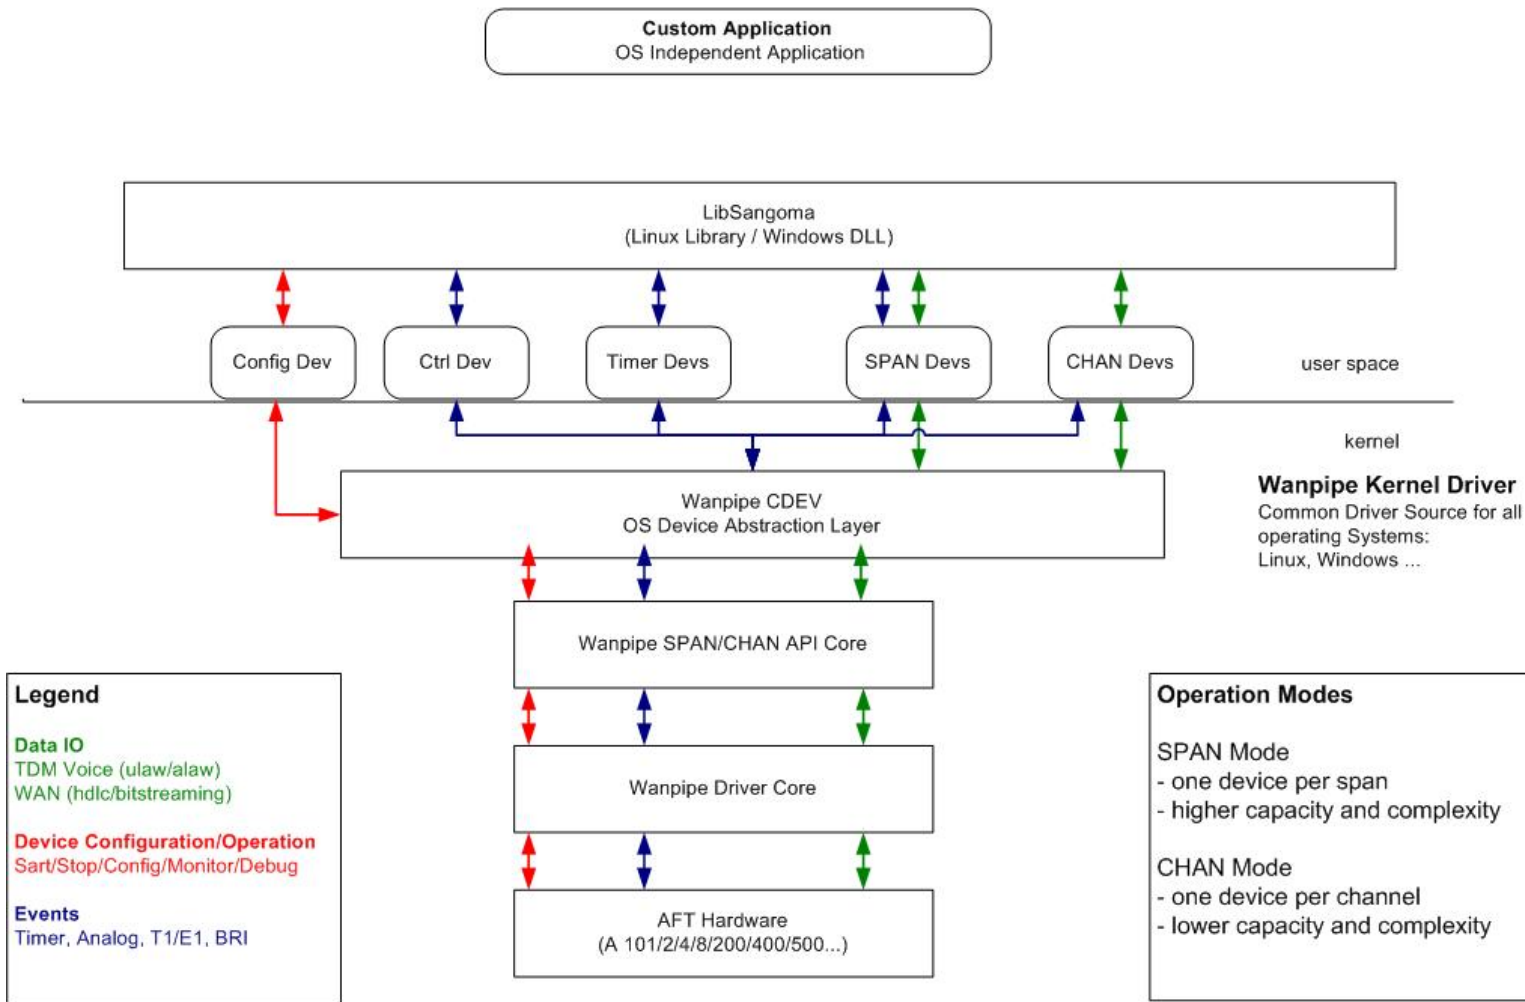 Custom Application
OS Independent Application
LibSangoma
(Linux Library / Windows DLL)
Config Dev
Ctrl Dev
Timer Devs
SPAN Devs
CHAN Devs
user space
kernel
Wanpipe CDEV
OS Device Abstraction Layer
Wanpipe Kernel Driver
Common Driver Source for all
operating Systems:
Linux, Windows ...
Wanpipe SPAN/CHAN API Core
Wanpipe Driver Core
AFT Hardware
(A 101/2/4/8/200/400/500...)
Legend
Data IO
TDM Voice (ulaw/alaw)
WAN (hdlc/bitstreaming)
Device Configuration/Operation
Sart/Stop/Config/Monitor/Debug
Events
Timer, Analog, T1/E1, BRI
Operation Modes
SPAN Mode
- one device per span
- higher capacity and complexity
CHAN Mode
- one device per channel
- lower capacity and complexity